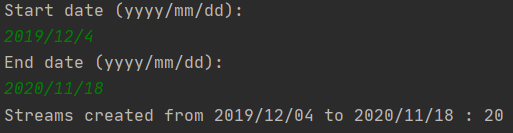 Start date (yyyy/mm/dd):
2019/12/4
End date (yyyy/mm/dd):
2020/11/18
Streams created from 2019/12/04 to 2020/11/18 : 20